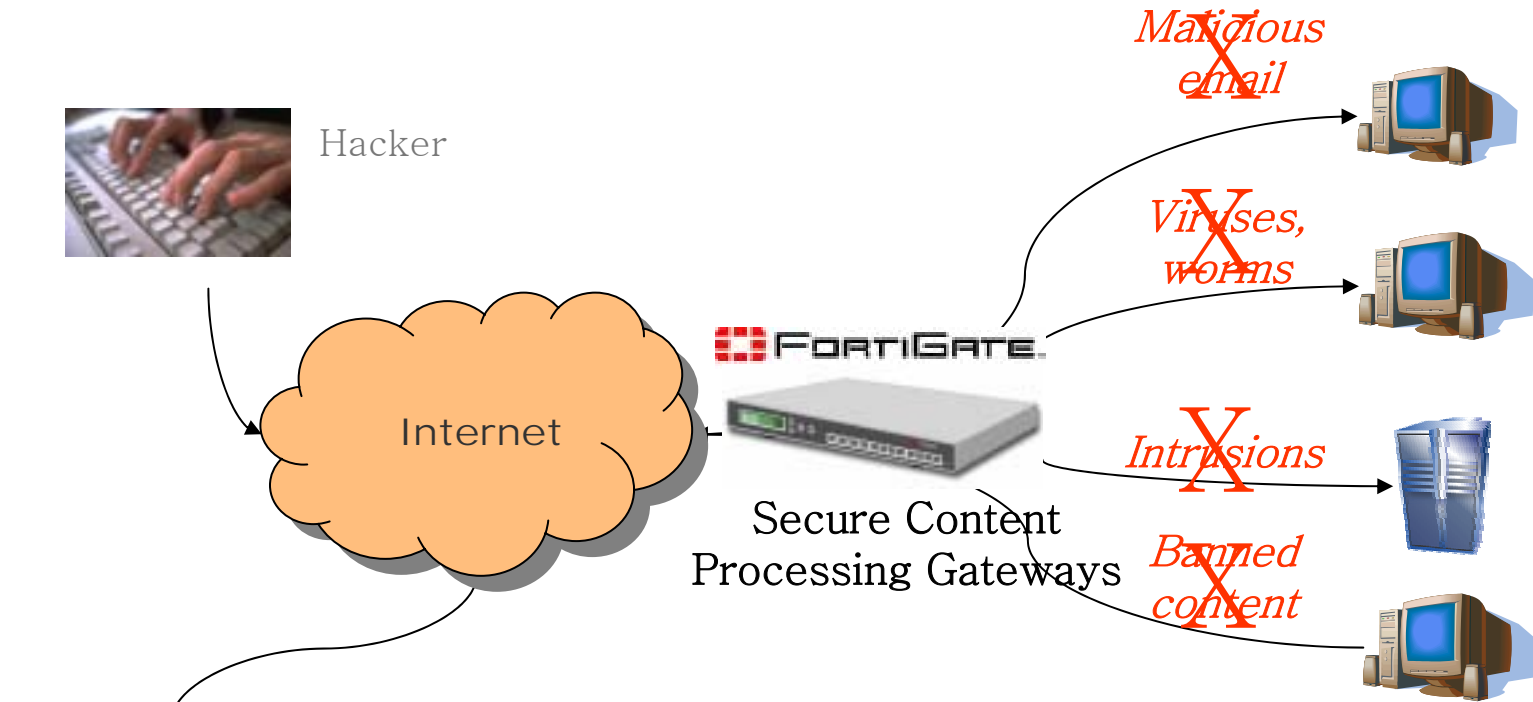 Malicious
email
Hacker
Viruses,
worms
FORTIGATE
Internet
Intrusions
Secure Content
Processing Gateways
Banned
content
X
X
X
X